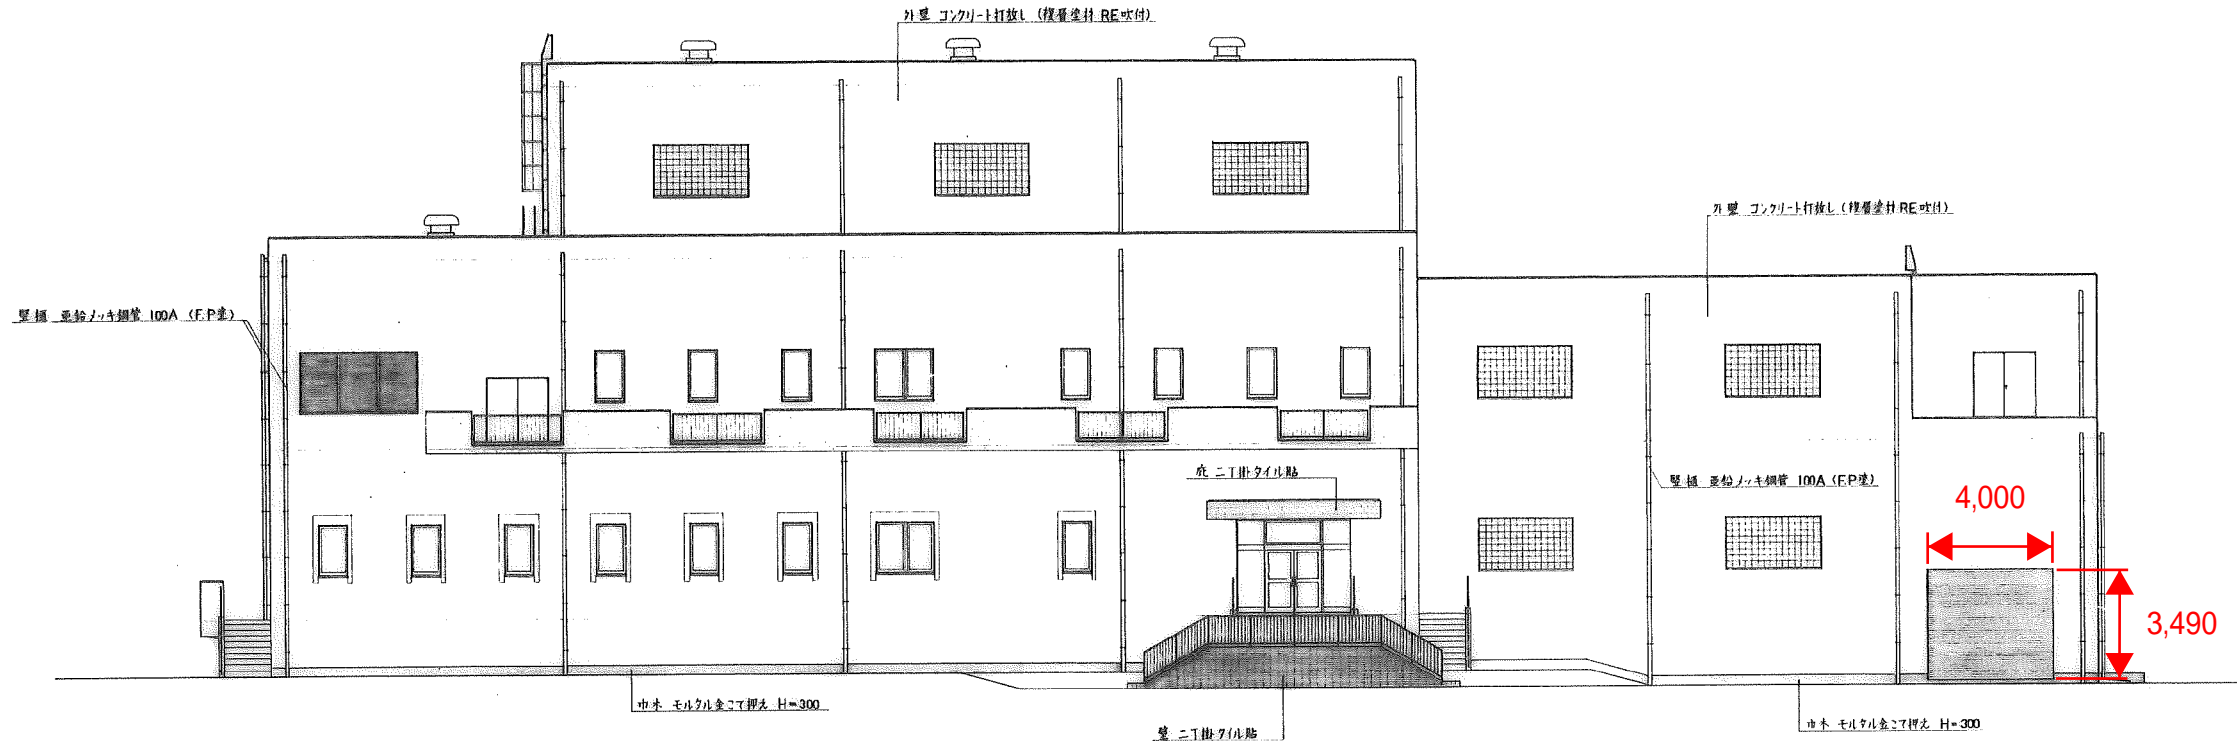 外壁 コンクリート打放し (複層塗材 RE吹付)
外壁 コンクリート打放し (複層塗材 RE吹付)
竪樋 亜鉛メッキ鋼管 100A (F.P塗)
庇 二丁掛タイル貼
竪樋 亜鉛メッキ鋼管 100A (F.P塗)
4,000
3,490
巾木 モルタル金ごて押え H=300
巾木 モルタル金ごて押え H=300
壁 二丁掛タイル貼